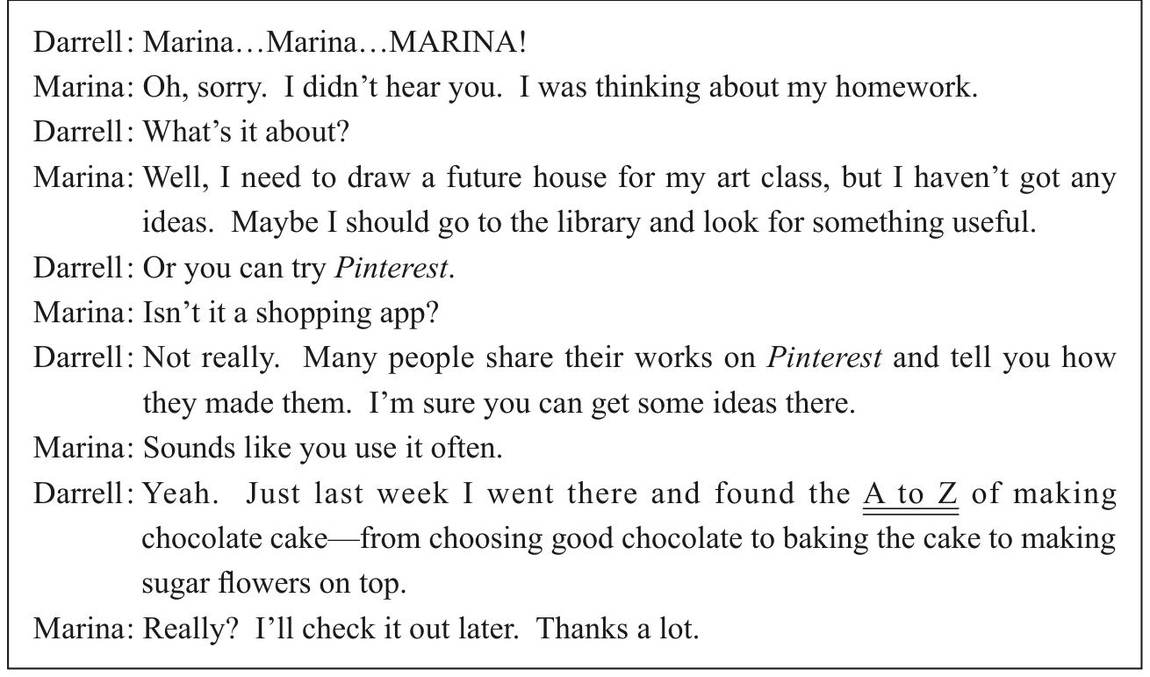 Darrell: Marina…Marina…MARINA!
Marina: Oh, sorry.  I didn’t hear you.  I was thinking about my homework.
Darrell: What’s it about?
Marina: Well, I need to draw a future house for my art class, but I haven’t got any
ideas.  Maybe I should go to the library and look for something useful.
Darrell: Or you can try Pinterest.
Marina: Isn’t it a shopping app?
Darrell: Not really.  Many people share their works on Pinterest and tell you how
they made them.  I’m sure you can get some ideas there.
Marina: Sounds like you use it often.
Darrell: Yeah.  Just last week I went there and found the A to Z of making
chocolate cake—from choosing good chocolate to baking the cake to making
sugar flowers on top.
Marina: Really?  I’ll check it out later.  Thanks a lot.